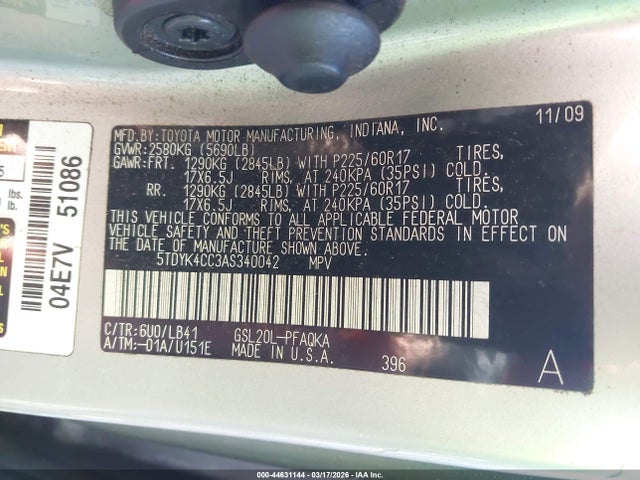 11/09
MFD.BY:TOYOTA MOTOR MANUFACTURING, INDIANA, INC.
GVWR:2580KG (5690LB)
GAWR:FRT. 1290KG (2845LB) WITH P225/60R17 TIRES,
17X6.5J RIMS. AT 240KPA (35PSI) COLD.
RR. 1290KG (2845LB) WITH P225/60R17 TIRES,
17X6.5J RIMS. AT 240KPA (35PSI) COLD.
THIS VEHICLE CONFORMS TO ALL APPLICABLE FEDERAL MOTOR
VEHICLE SAFETY AND THEFT PREVENTION STANDARDS IN EFFECT ON
THE DATE OF MANUFACTURE SHOWN ABOVE.
5TDYK4CC3AS340042 MPV
C/TR:6U0/LB41 GSL20L-PFAQKA
A/TM:-01A/U151E MADE IN U.S.A. 396
A
04E7V 51086
lbs.
lb.
000-44631144 - 03/17/2026 - IAAI.COM